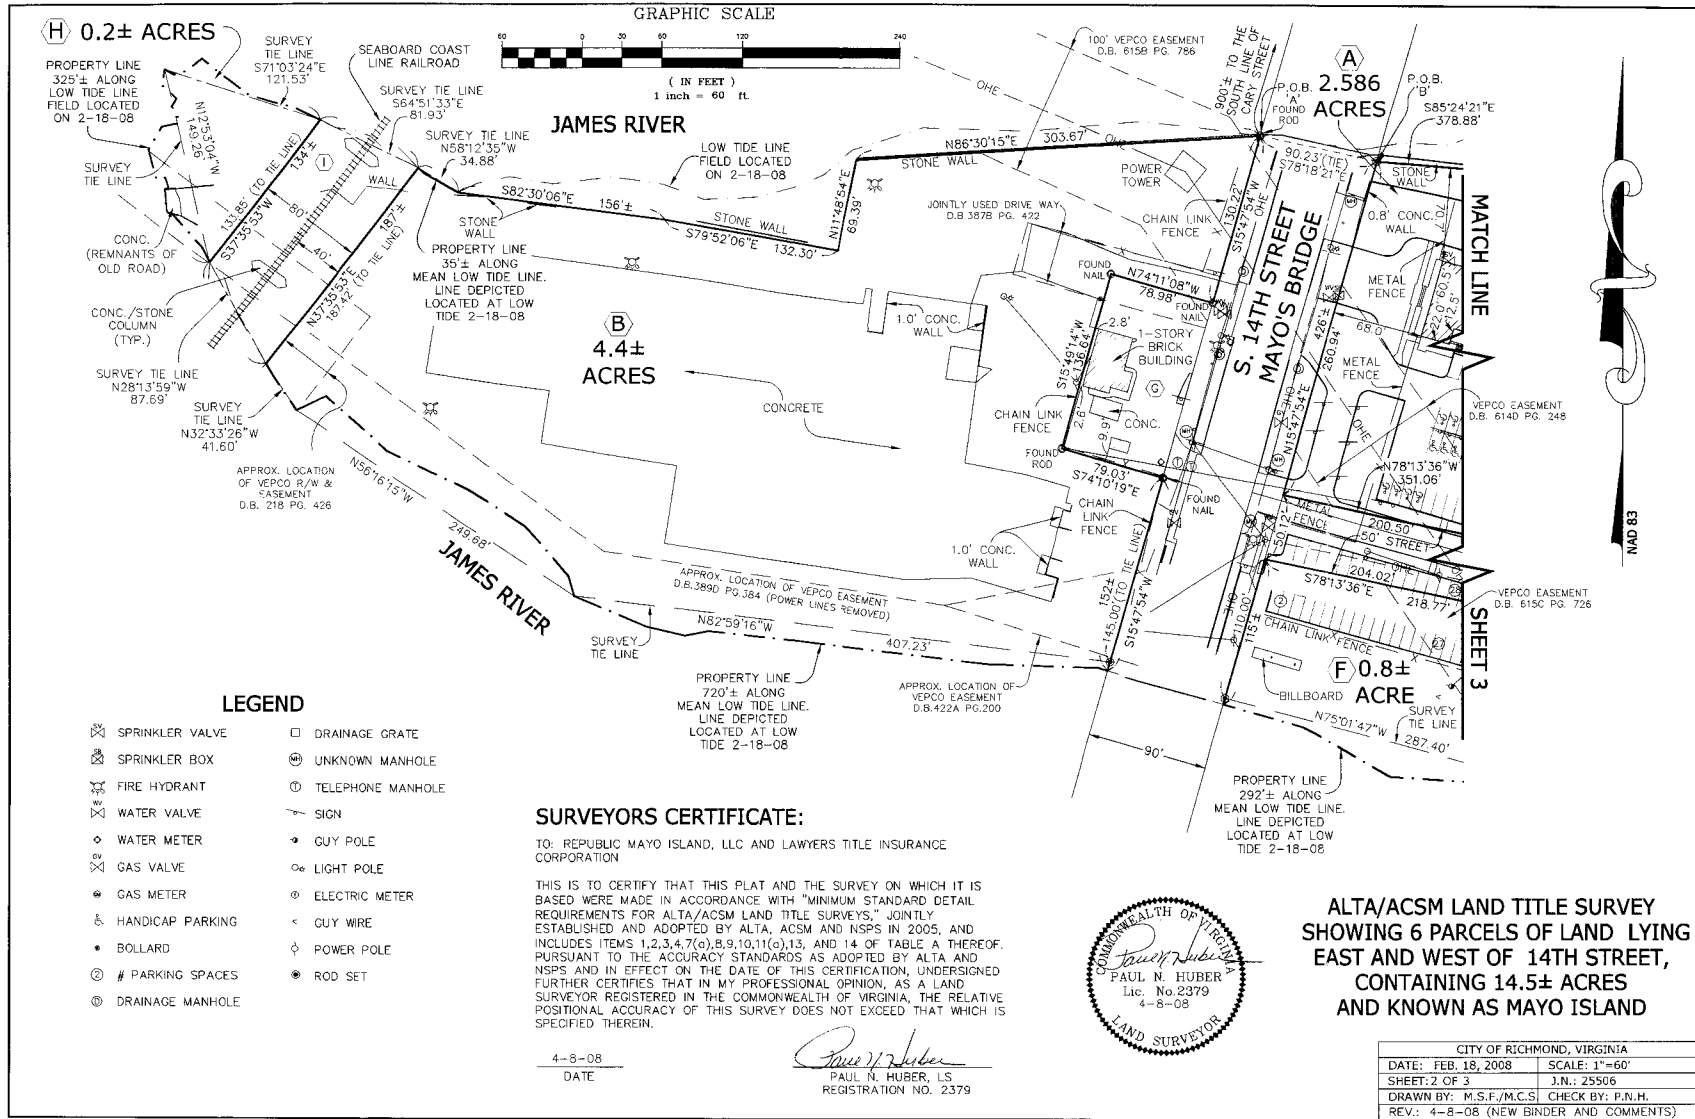 GRAPHIC SCALE
60 0 30 60 120 240
( IN FEET )
1 inch = 60 ft.
H 0.2± ACRES
PROPERTY LINE
325'± ALONG
LOW TIDE LINE
FIELD LOCATED
ON 2-18-08
SURVEY
TIE LINE
S71°03'24"E
121.53'
SEABOARD COAST
LINE RAILROAD
SURVEY TIE LINE
S64°51'33"E
81.93'
SURVEY TIE LINE
N58°12'35"W
34.88'
N12°53'04"W
149.26'
SURVEY
TIE LINE
134'±
133.85' (TO TIE LINE)
S37°35'53"W
I
WALL
80'
40'
187'±
N37°35'53"E
187.42' (TO TIE LINE)
CONC.
(REMNANTS OF
OLD ROAD)
CONC./STONE
COLUMN
(TYP.)
SURVEY TIE LINE
N28°13'59"W
87.69'
SURVEY
TIE LINE
N32°33'26"W
41.60'
APPROX. LOCATION
OF VEPCO R/W &
EASEMENT
D.B. 218 PG. 426
JAMES RIVER
LOW TIDE LINE
FIELD LOCATED
ON 2-18-08
S82°30'06"E
156'±
STONE
WALL
STONE WALL
S79°52'06"E
132.30'
PROPERTY LINE
35'± ALONG
MEAN LOW TIDE LINE.
LINE DEPICTED
LOCATED AT LOW
TIDE 2-18-08
N11°48'54"E
69.39'
N86°30'15"E 303.67'
STONE WALL
100' VEPCO EASEMENT
D.B. 615B PG. 786
OHE
OHE
900'± TO THE
SOUTH LINE OF
CARY STREET
P.O.B.
'A'
FOUND
ROD
A
2.586
ACRES
P.O.B.
'B'
S85°24'21"E
378.88'
90.23'(TIE)
S78°18'21"E
STONE
WALL
0.8' CONC.
WALL
70.7'
POWER
TOWER
CHAIN LINK
FENCE
130.22'
S15°47'54"W
OHE
JOINTLY USED DRIVE WAY
D.B.387B PG. 422
FOUND
NAIL
N74°11'08"W
78.98'
FOUND
NAIL
S. 14TH STREET
MAYO'S BRIDGE
MH
METAL
FENCE
MATCH LINE
22.0'
60.5'
12.5'
68.0'
426'±
260.94'
N15°47'54"E
OHE
METAL
FENCE
VEPCO EASEMENT
D.B. 614D PG. 248
OHE
B
4.4±
ACRES
1.0' CONC.
WALL
CONCRETE
2.8'
1-STORY
BRICK
BUILDING
S15°49'14"W
136.64'
G
CHAIN LINK
FENCE
2.6'
9.9'
CONC.
MH
FOUND
ROD
79.03'
S74°10'19"E
T
FOUND
NAIL
CHAIN
LINK
FENCE
N78°13'36"W
351.06'
METAL
FENCE
200.50'
50' STREET
50.12'
OHE
204.02'
S78°13'36"E
218.77'
28
VEPCO EASEMENT
D.B. 615C PG. 726
2
CHAIN LINK FENCE
27
OHE
110.00'
115'±
F 0.8±
ACRE
BILLBOARD
SURVEY
TIE LINE
N75°01'47"W
287.40'
SHEET 3
NAD 83
1.0' CONC.
WALL
152'±
145.00'(TO TIE LINE)
S15°47'54"W
N56°16'15"W
249.68'
JAMES RIVER
APPROX. LOCATION OF VEPCO EASEMENT
D.B.389D PG.384 (POWER LINES REMOVED)
N82°59'16"W
407.23'
SURVEY
TIE LINE
PROPERTY LINE
720'± ALONG
MEAN LOW TIDE LINE.
LINE DEPICTED
LOCATED AT LOW
TIDE 2-18-08
APPROX. LOCATION OF
VEPCO EASEMENT
D.B.422A PG.200
90'
PROPERTY LINE
292'± ALONG
MEAN LOW TIDE LINE.
LINE DEPICTED
LOCATED AT LOW
TIDE 2-18-08
LEGEND
SV SPRINKLER VALVE
SB SPRINKLER BOX
FIRE HYDRANT
WV WATER VALVE
WATER METER
GV GAS VALVE
GAS METER
HANDICAP PARKING
BOLLARD
2 # PARKING SPACES
D DRAINAGE MANHOLE
DRAINAGE GRATE
MH UNKNOWN MANHOLE
T TELEPHONE MANHOLE
SIGN
GUY POLE
LIGHT POLE
ELECTRIC METER
GUY WIRE
POWER POLE
ROD SET
SURVEYORS CERTIFICATE:
TO: REPUBLIC MAYO ISLAND, LLC AND LAWYERS TITLE INSURANCE
CORPORATION
THIS IS TO CERTIFY THAT THIS PLAT AND THE SURVEY ON WHICH IT IS
BASED WERE MADE IN ACCORDANCE WITH "MINIMUM STANDARD DETAIL
REQUIREMENTS FOR ALTA/ACSM LAND TITLE SURVEYS," JOINTLY
ESTABLISHED AND ADOPTED BY ALTA, ACSM AND NSPS IN 2005, AND
INCLUDES ITEMS 1,2,3,4,7(a),8,9,10,11(a),13, AND 14 OF TABLE A THEREOF.
PURSUANT TO THE ACCURACY STANDARDS AS ADOPTED BY ALTA AND
NSPS AND IN EFFECT ON THE DATE OF THIS CERTIFICATION, UNDERSIGNED
FURTHER CERTIFIES THAT IN MY PROFESSIONAL OPINION, AS A LAND
SURVEYOR REGISTERED IN THE COMMONWEALTH OF VIRGINIA, THE RELATIVE
POSITIONAL ACCURACY OF THIS SURVEY DOES NOT EXCEED THAT WHICH IS
SPECIFIED THEREIN.
4-8-08
DATE
Paul N. Huber
PAUL N. HUBER, LS
REGISTRATION NO. 2379
COMMONWEALTH OF VIRGINIA
Paul N. Huber
PAUL N. HUBER
Lic. No.2379
4-8-08
LAND SURVEYOR
ALTA/ACSM LAND TITLE SURVEY
SHOWING 6 PARCELS OF LAND LYING
EAST AND WEST OF 14TH STREET,
CONTAINING 14.5± ACRES
AND KNOWN AS MAYO ISLAND
CITY OF RICHMOND, VIRGINIA
DATE: FEB. 18, 2008 SCALE: 1"=60'
SHEET:2 OF 3 J.N.: 25506
DRAWN BY: M.S.F./M.C.S. CHECK BY: P.N.H.
REV.: 4-8-08 (NEW BINDER AND COMMENTS)